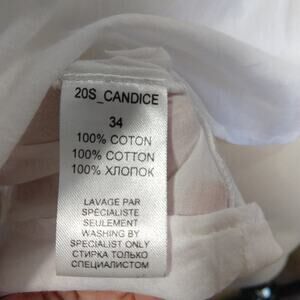 20S_CANDICE
34
100% COTON
100% COTTON
100% ХЛОПОК
LAVAGE PAR
SPÉCIALISTE
SEULEMENT
WASHING BY
SPECIALIST ONLY
СТИРКА ТОЛЬКО
СПЕЦИАЛИСТОМ